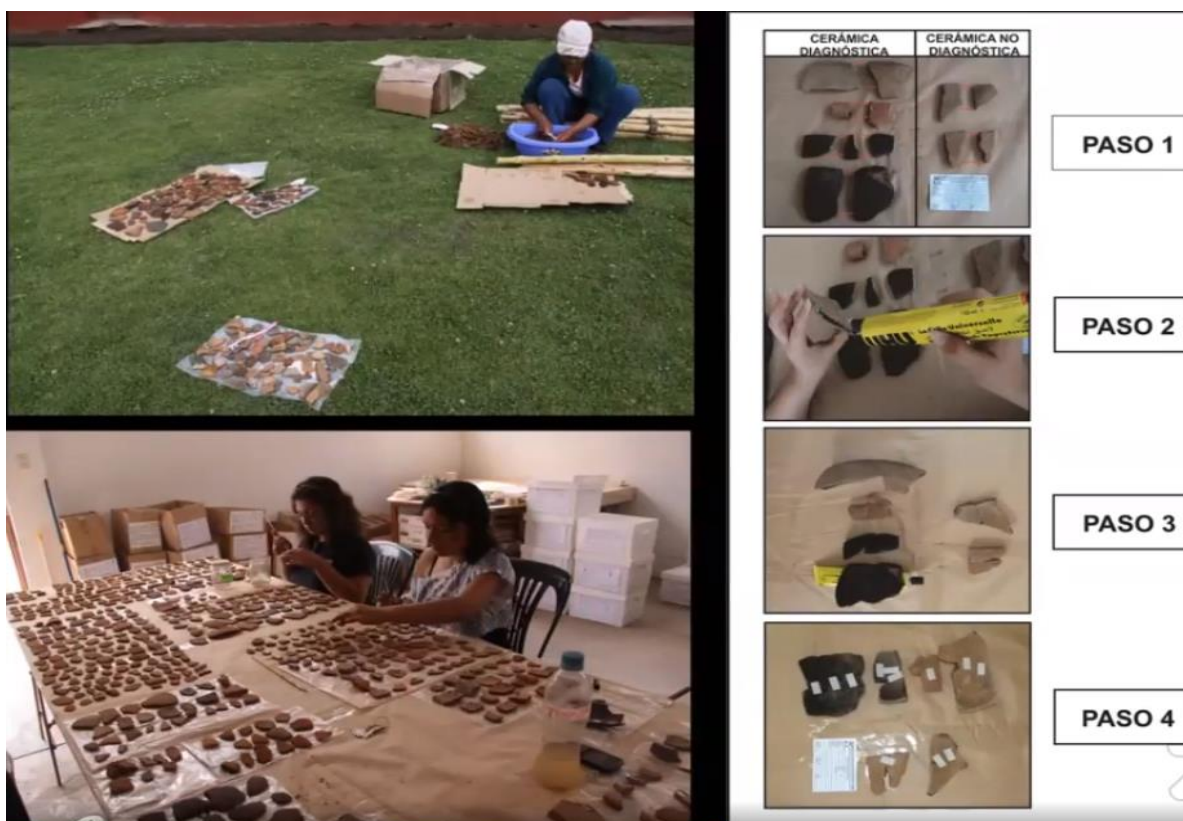 CERÁMICA
DIAGNÓSTICA
CERÁMICA NO
DIAGNÓSTICA
PASO 1
PASO 2
PASO 3
PASO 4